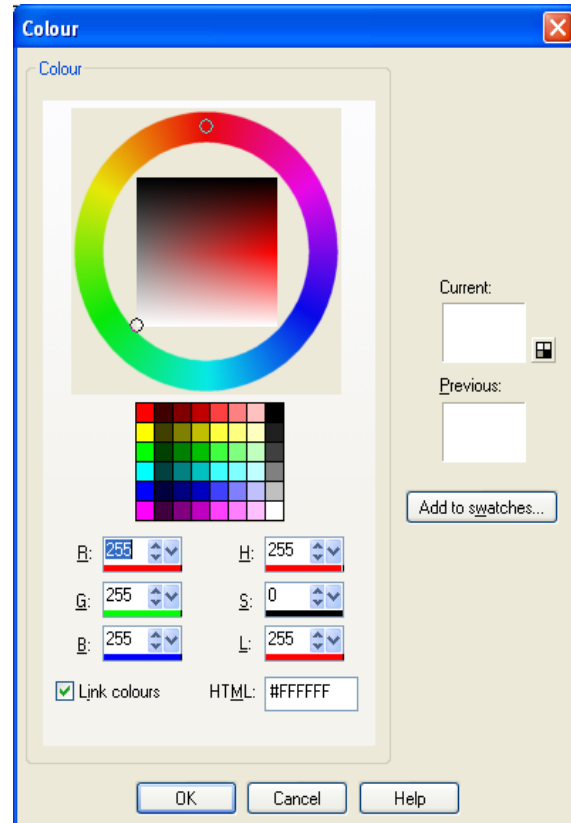 Colour
Colour
Current:
Previous:
Add to swatches...
R: 255 H: 255
G: 255 S: 0
B: 255 L: 255
Link colours HTML: #FFFFFF
OK Cancel Help